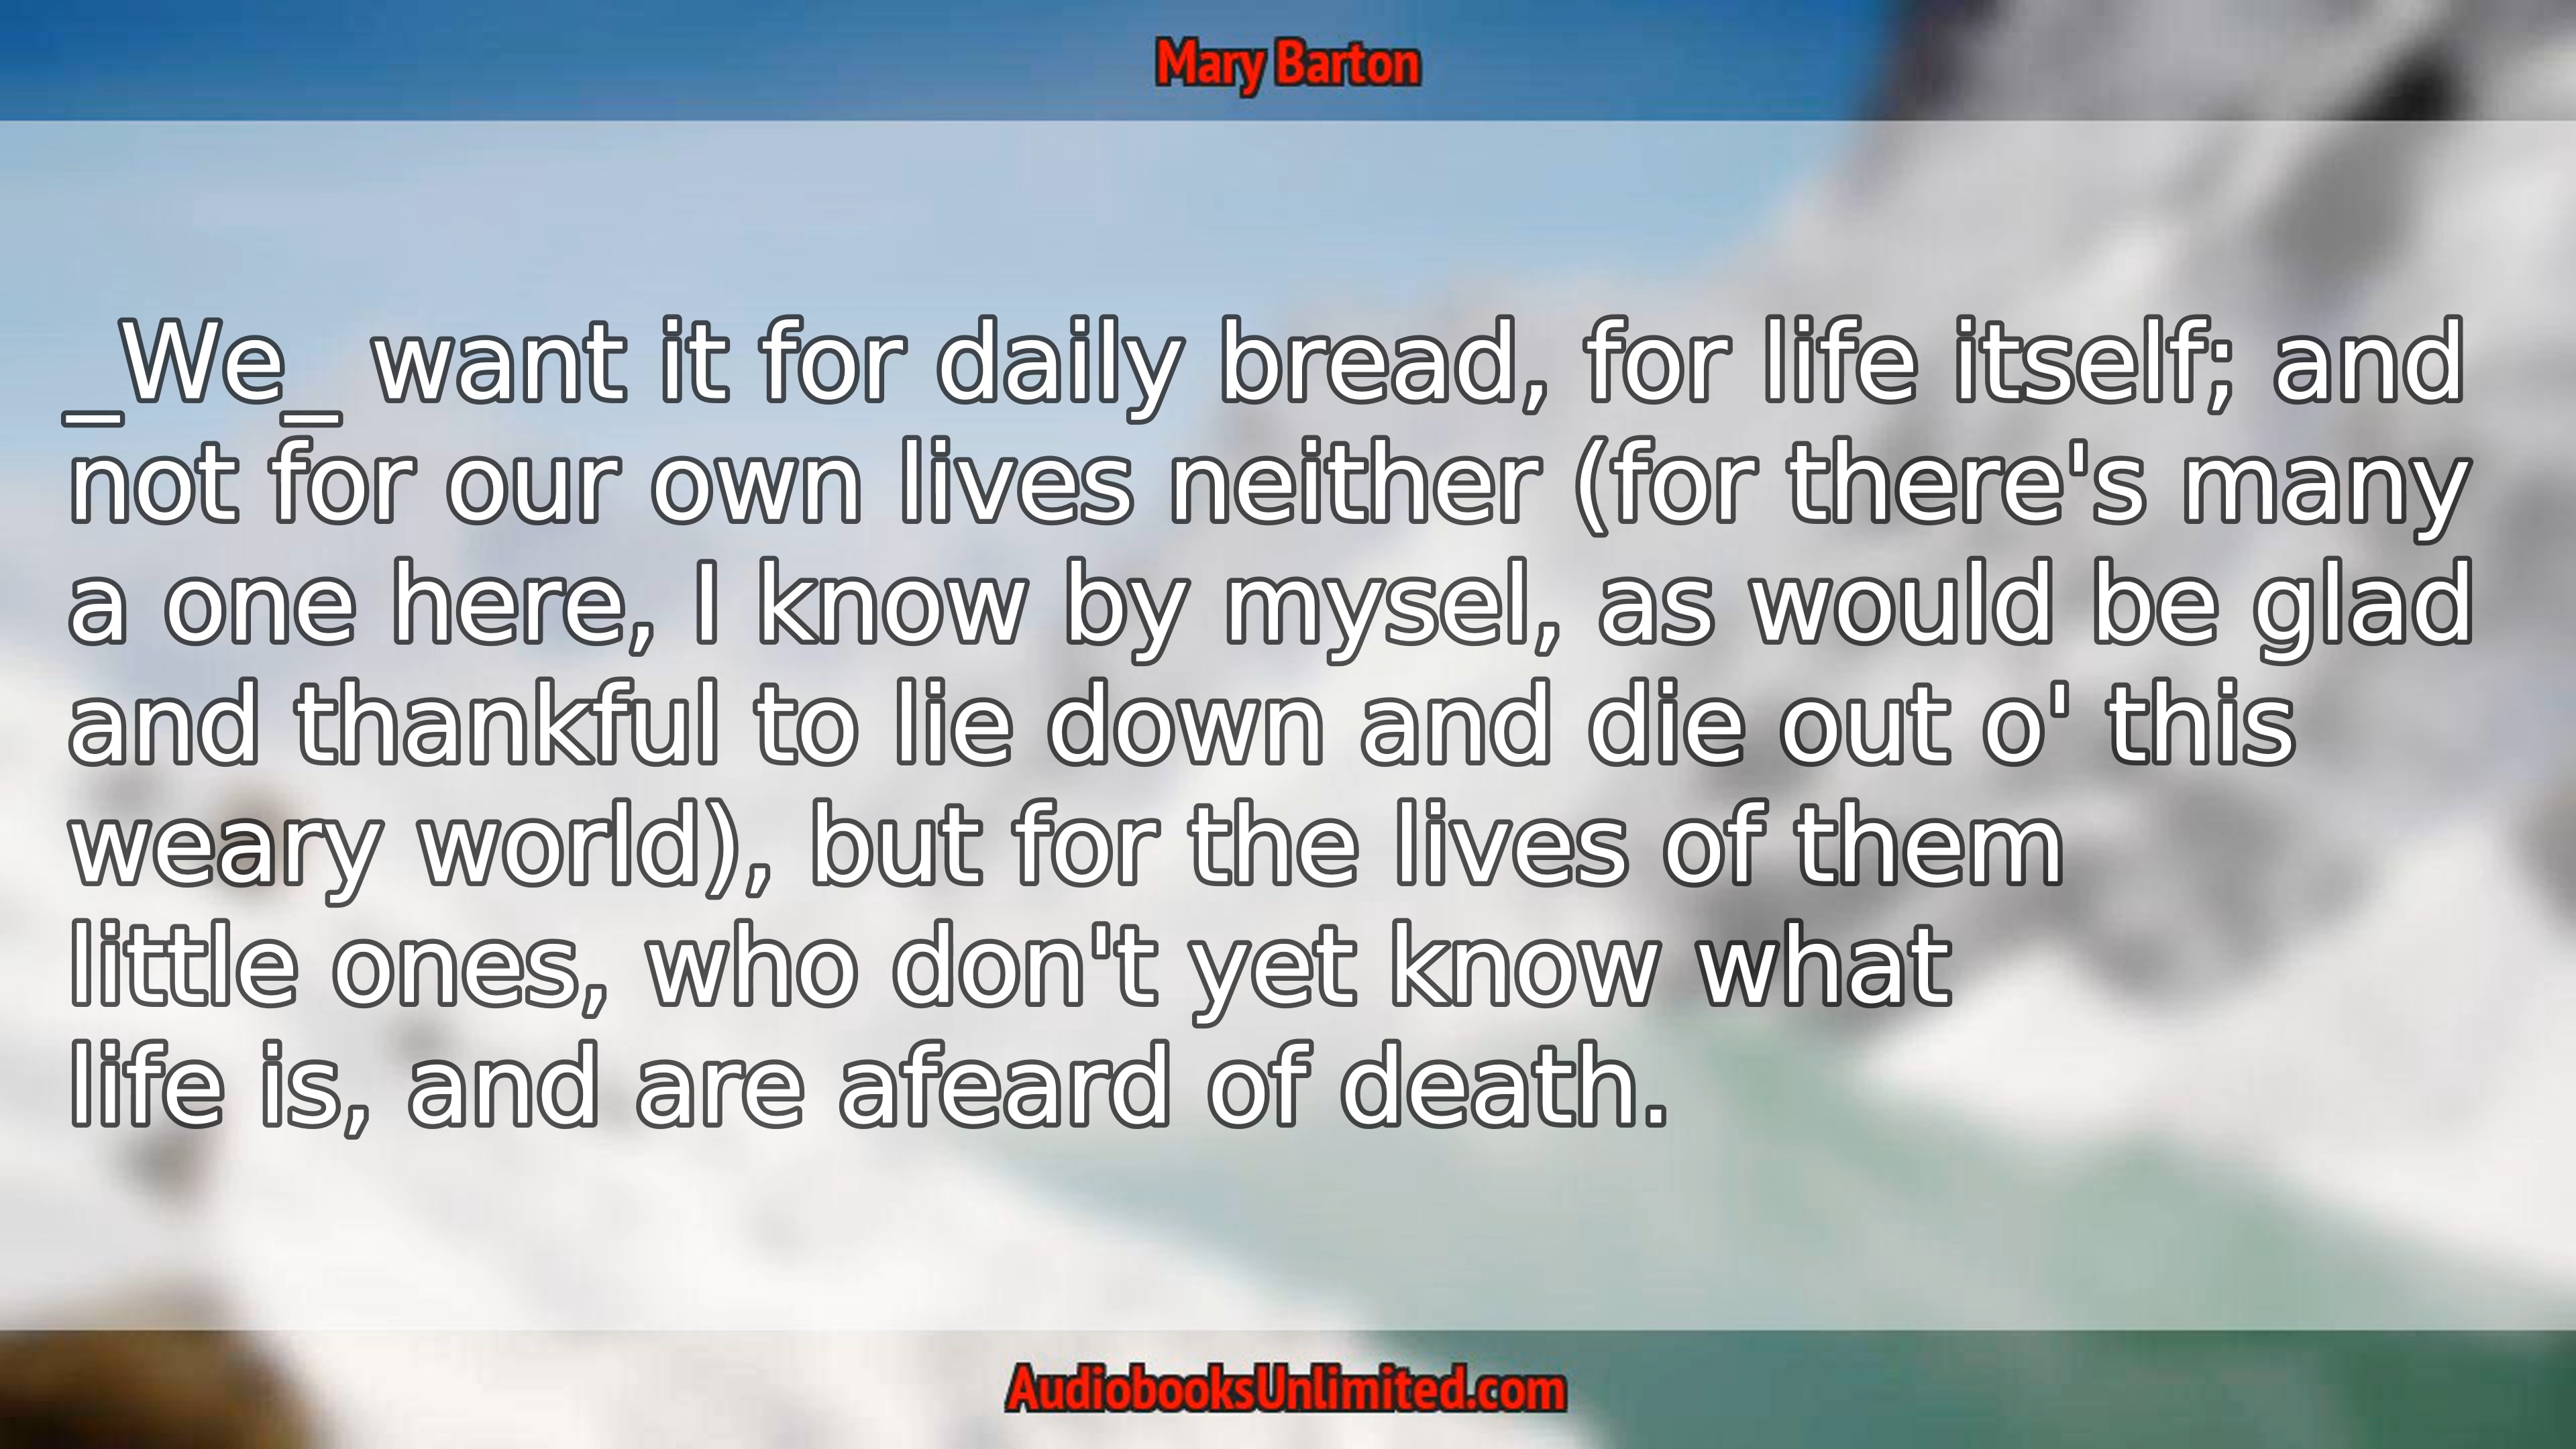 Mary Barton
_We_ want it for daily bread, for life itself; and
not for our own lives neither (for there's many
a one here, I know by mysel, as would be glad
and thankful to lie down and die out o' this
weary world), but for the lives of them
little ones, who don't yet know what
life is, and are afeard of death.
AudiobooksUnlimited.com